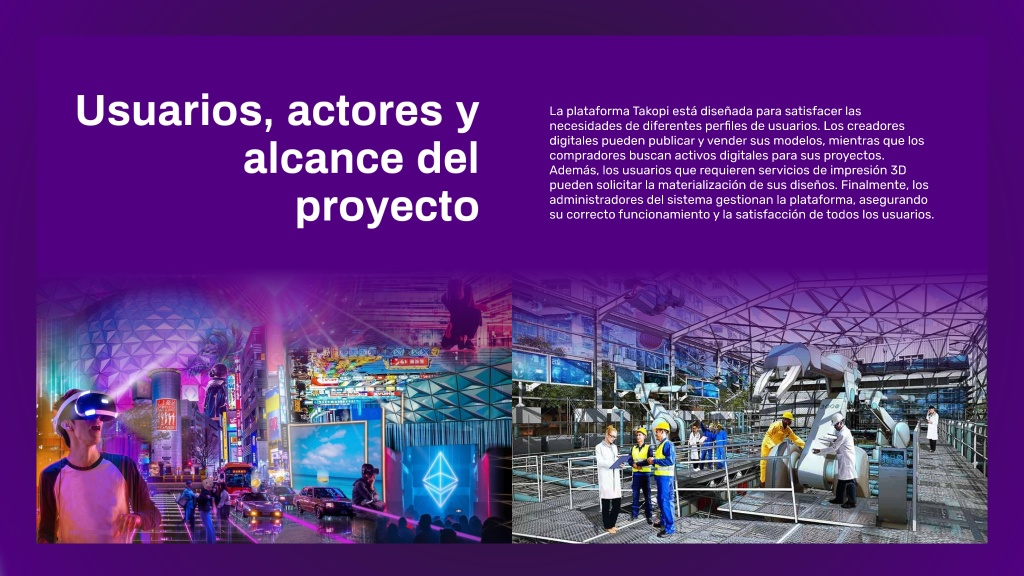 Usuarios, actores y
alcance del
proyecto
La plataforma Takopi está diseñada para satisfacer las
necesidades de diferentes perfiles de usuarios. Los creadores
digitales pueden publicar y vender sus modelos, mientras que los
compradores buscan activos digitales para sus proyectos.
Además, los usuarios que requieren servicios de impresión 3D
pueden solicitar la materialización de sus diseños. Finalmente, los
administradores del sistema gestionan la plataforma, asegurando
su correcto funcionamiento y la satisfacción de todos los usuarios.